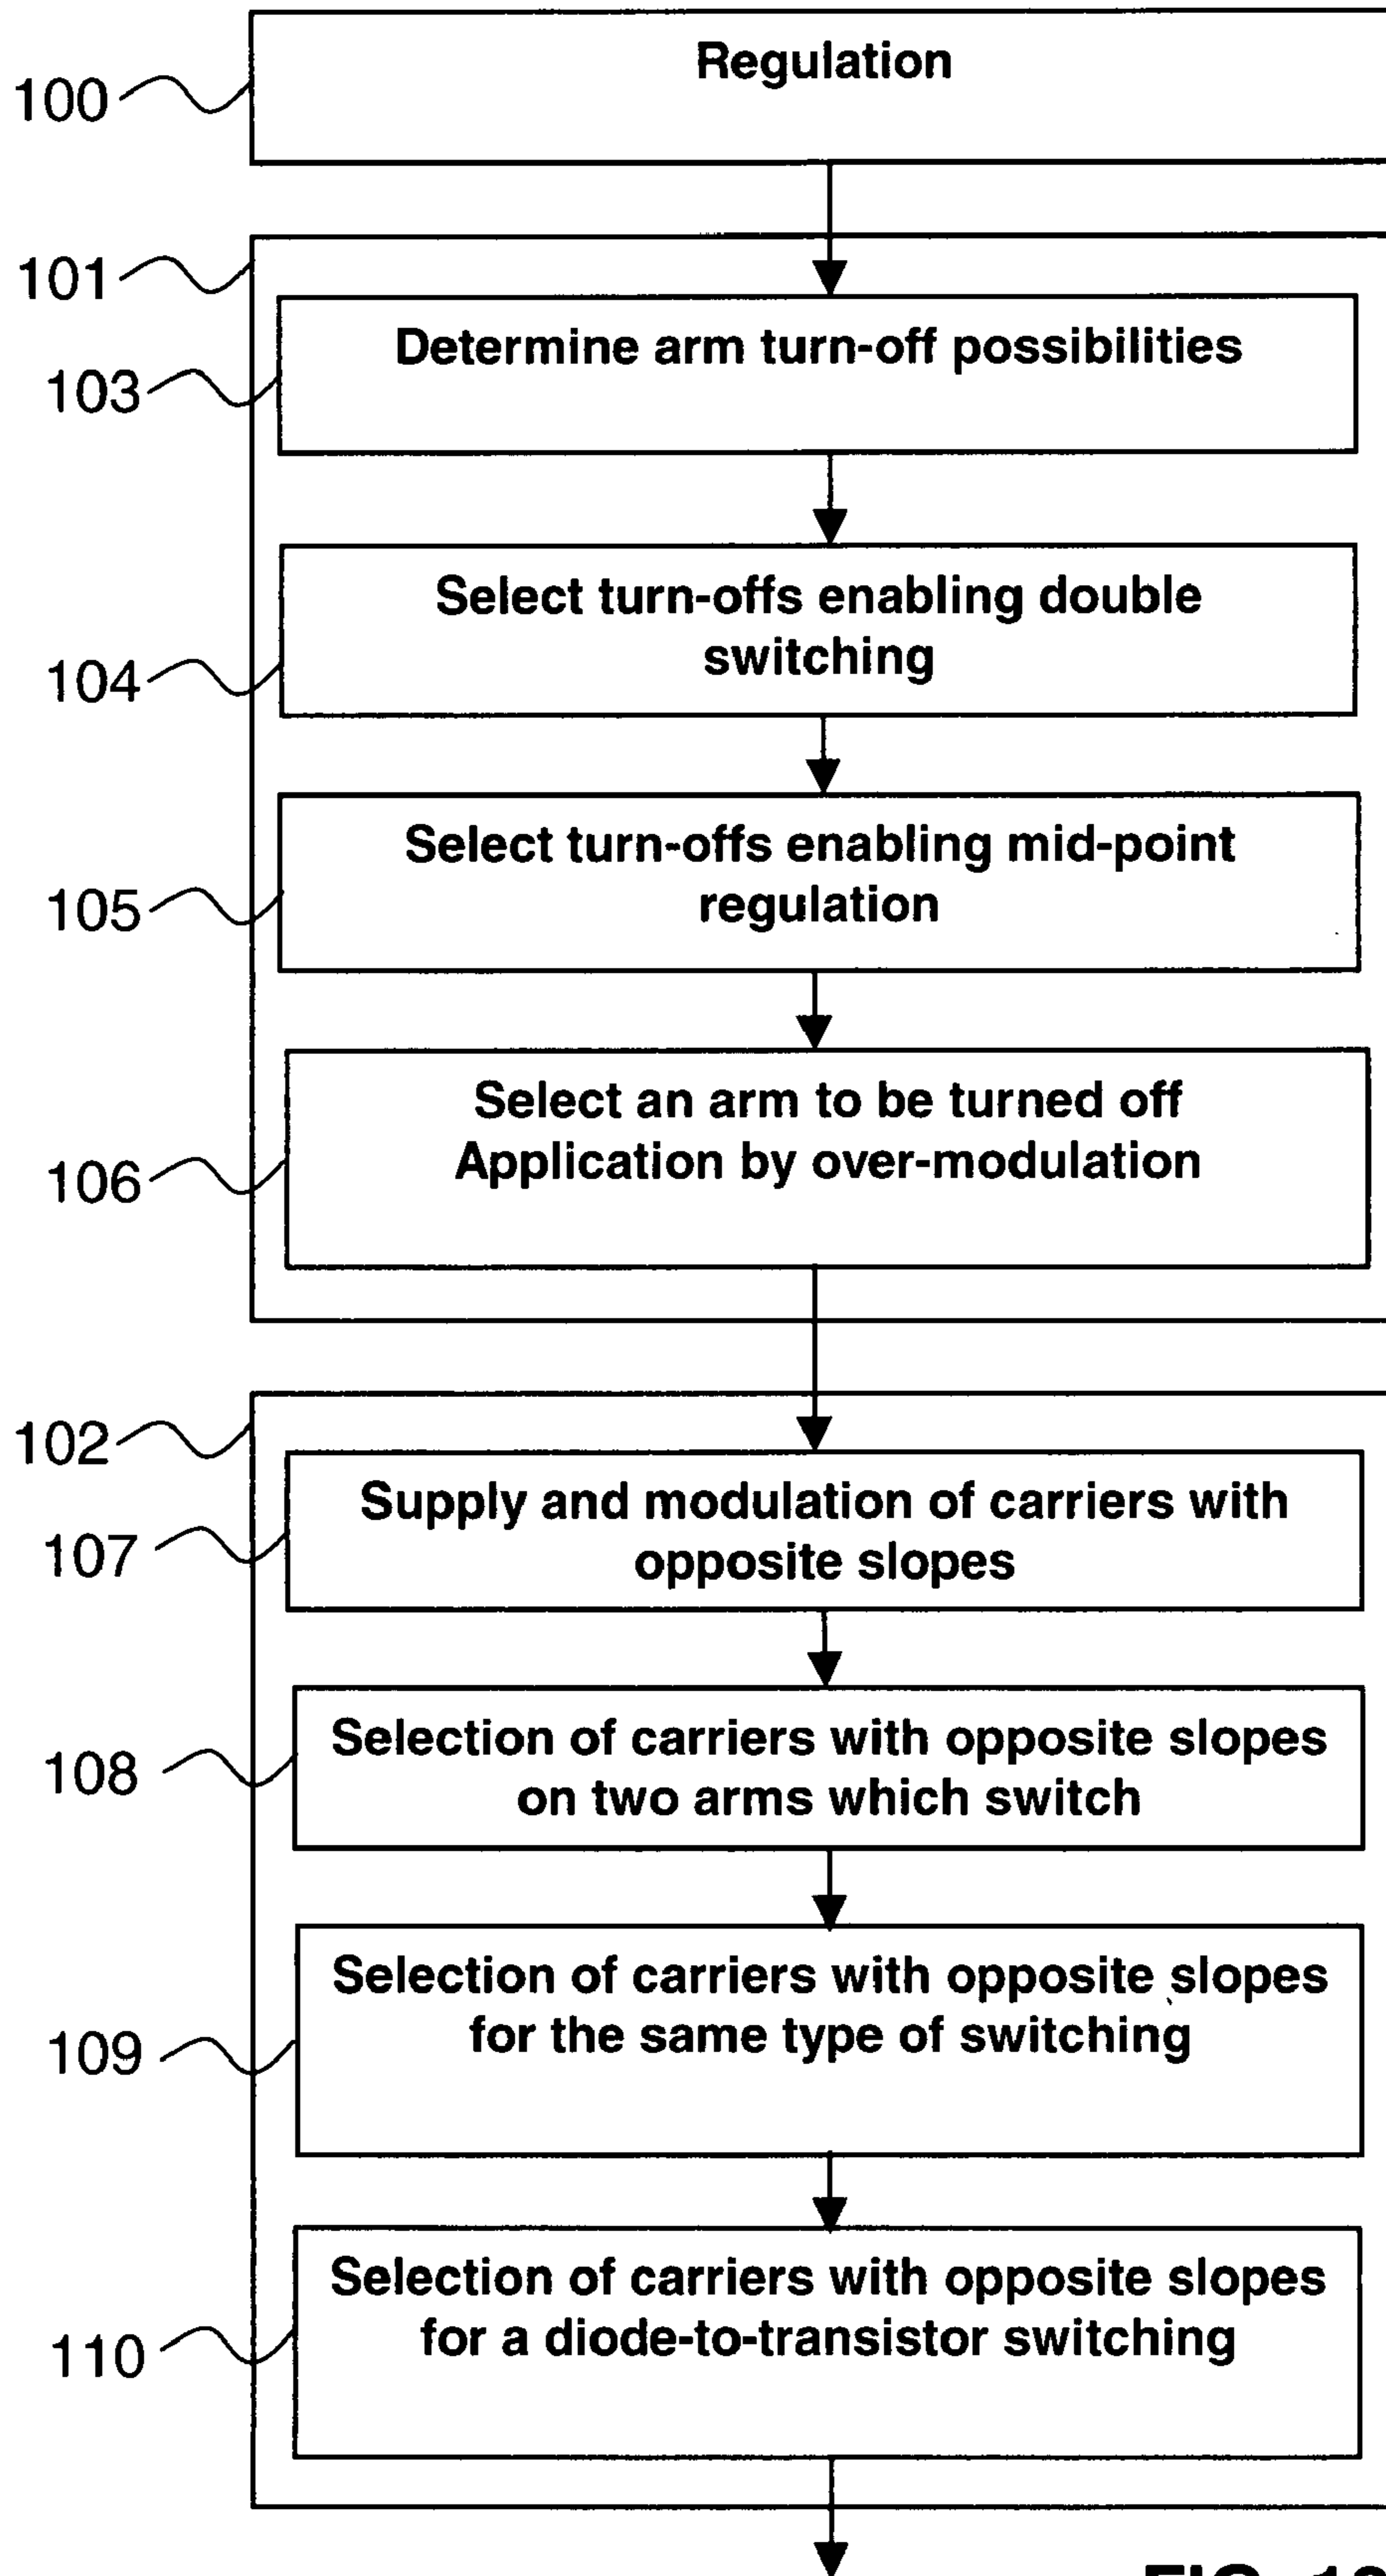 Regulation
100
101
Determine arm turn-off possibilities
103
Select turn-offs enabling double
switching
104
Select turn-offs enabling mid-point
regulation
105
Select an arm to be turned off
Application by over-modulation
106
102
Supply and modulation of carriers with
opposite slopes
107
Selection of carriers with opposite slopes
on two arms which switch
108
Selection of carriers with opposite slopes
for the same type of switching
109
Selection of carriers with opposite slopes
for a diode-to-transistor switching
110